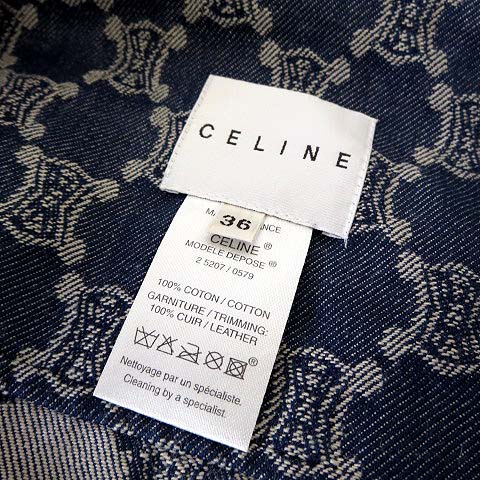 CELINE
36
CELINE®
MODELE DEPOSE ®
2 5207 / 0579
100% COTON / COTTON
GARNITURE / TRIMMING:
100% CUIR / LEATHER
®
Nettoyage par un spécialiste.
Cleaning by a specialist.